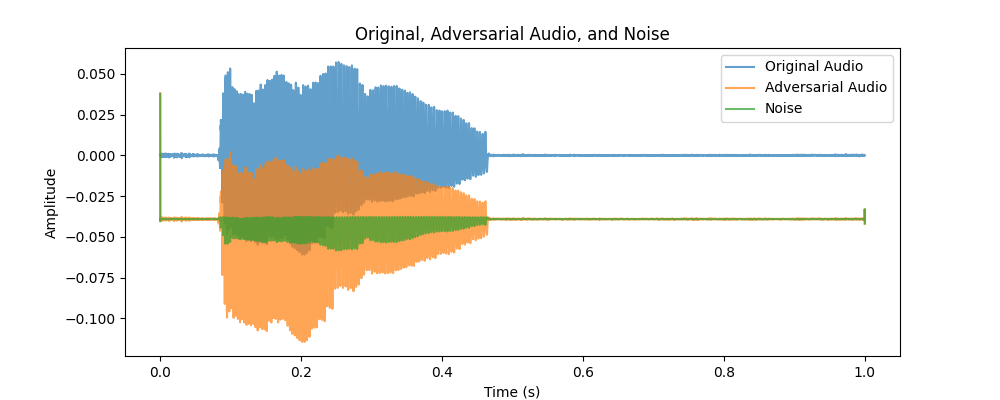 Original, Adversarial Audio, and Noise
Original Audio
Adversarial Audio
Noise
Amplitude
0.050
0.025
0.000
−0.025
−0.050
−0.075
−0.100
0.0 0.2 0.4 0.6 0.8 1.0
Time (s)